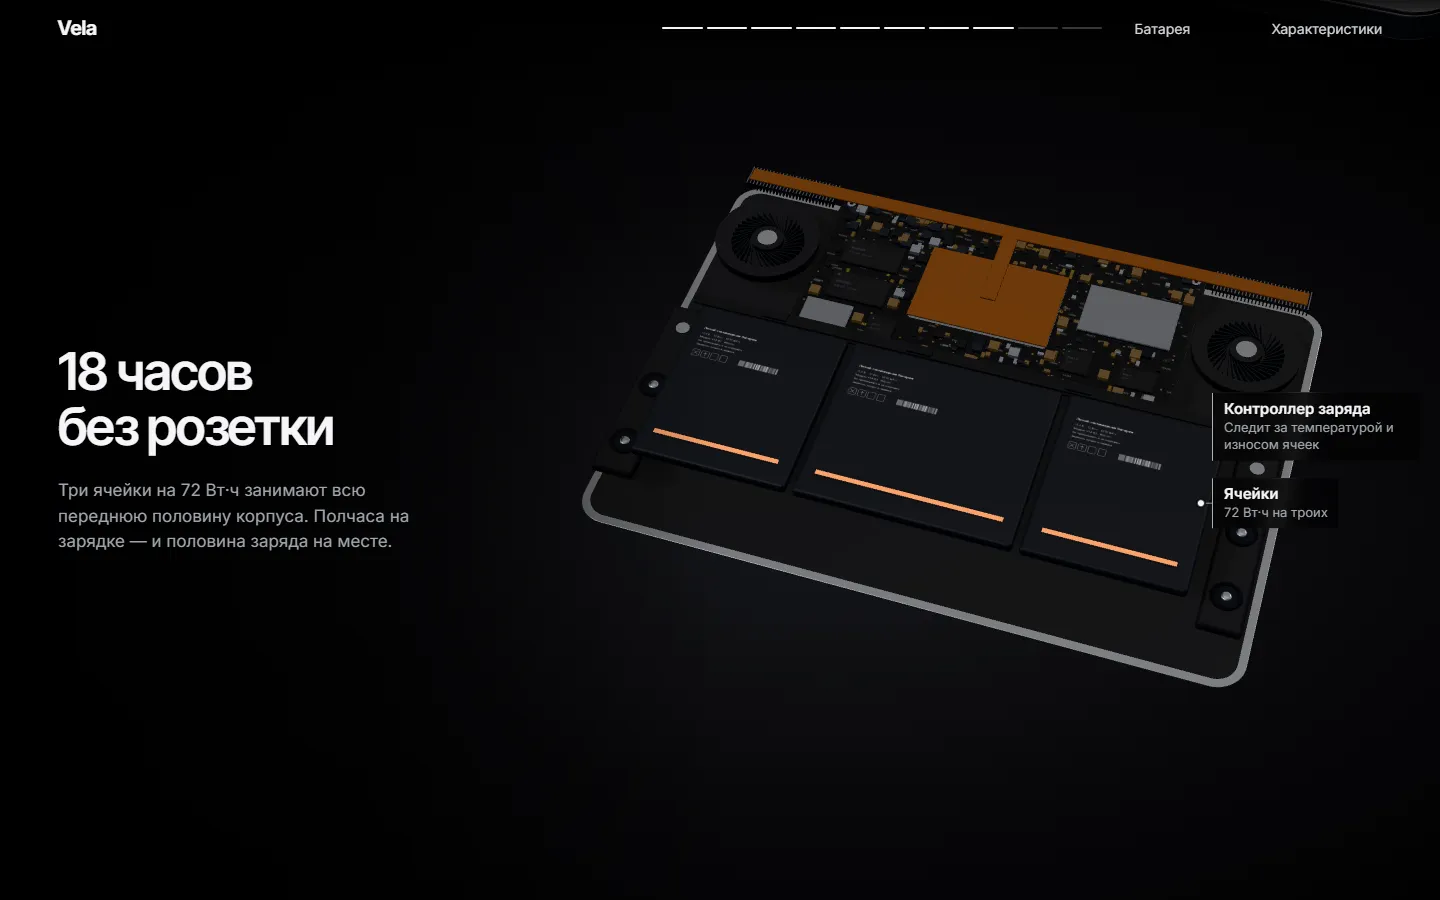 Vela
Батарея
Характеристики
18 часов
без розетки
Три ячейки на 72 Вт·ч занимают всю
переднюю половину корпуса. Полчаса на
зарядке — и половина заряда на месте.
Контроллер заряда
Следит за температурой и
износом ячеек
Ячейки
72 Вт·ч на троих